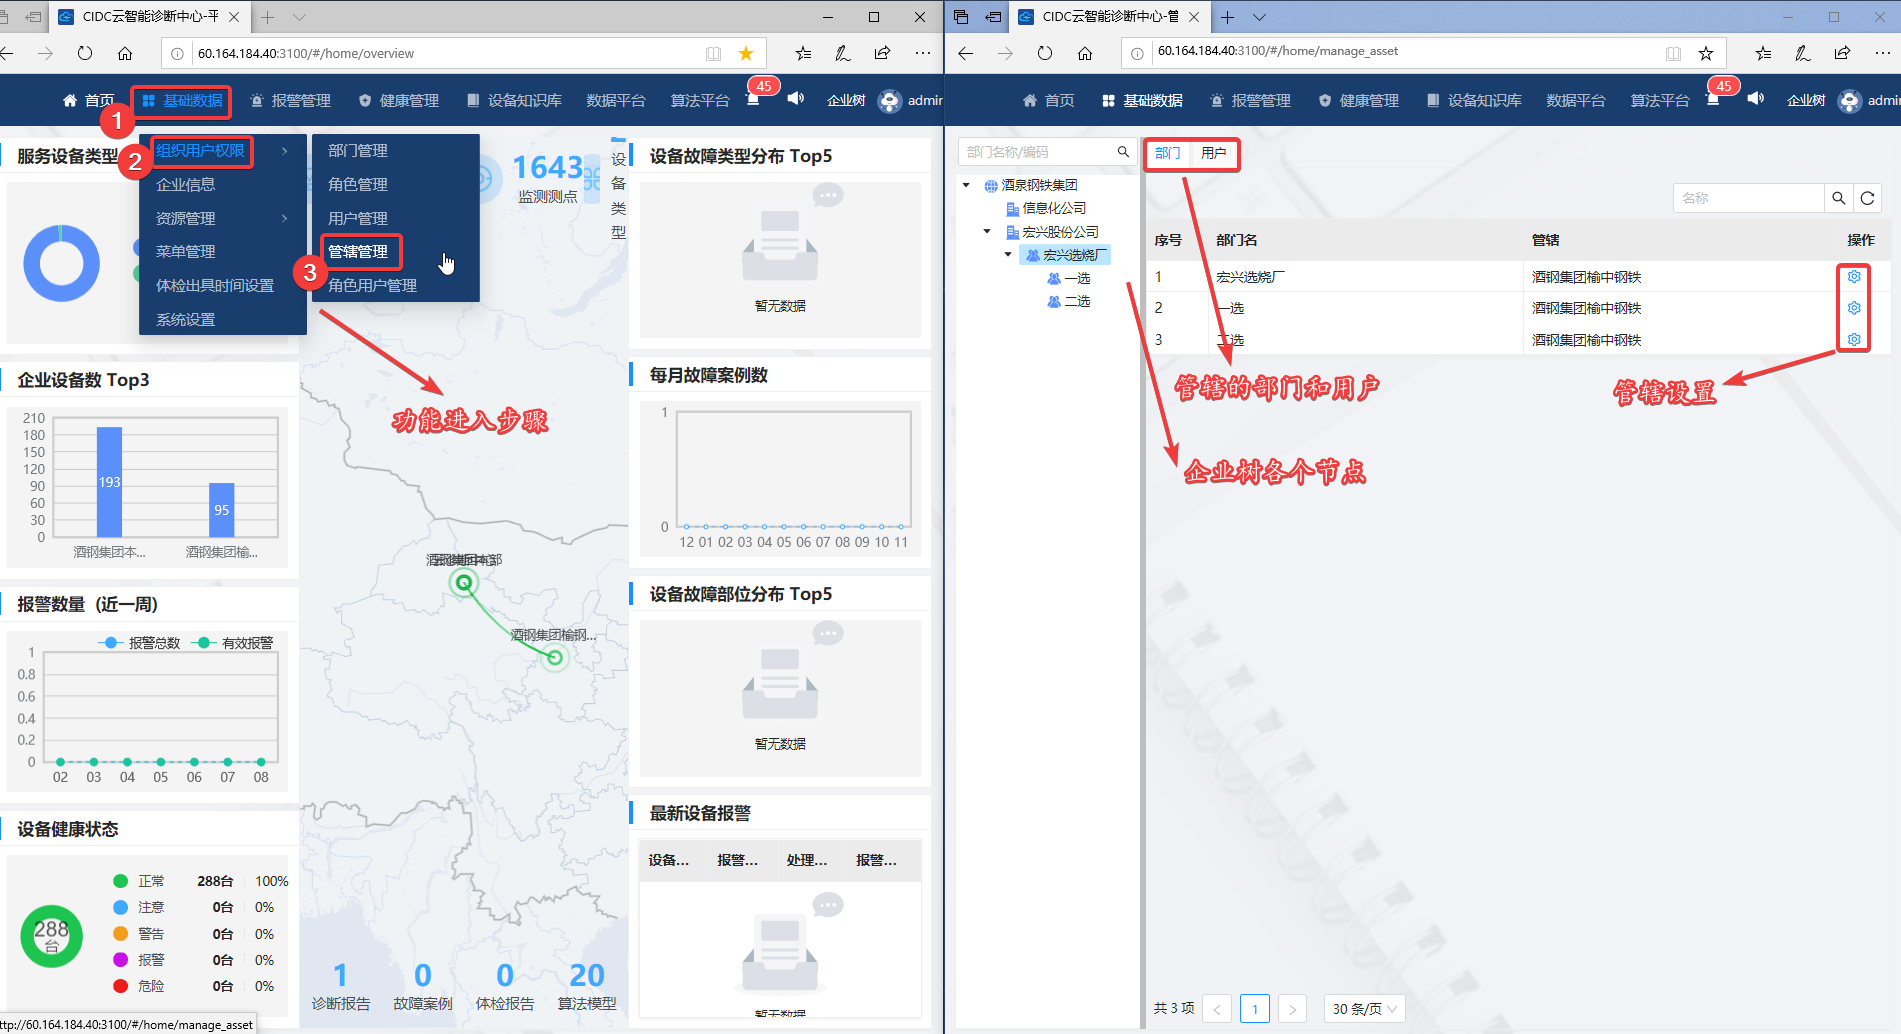 CIDC云智能诊断中心-平
60.164.184.40:3100/#/home/overview
首页
基础数据
报警管理
健康管理
设备知识库
数据平台
算法平台
45
企业树
admin
1
2
3
组织用户权限
企业信息
资源管理
菜单管理
体检出具时间设置
系统设置
部门管理
角色管理
用户管理
管辖管理
角色用户管理
功能进入步骤
服务设备类型
1643
监测测点
设备类型
企业设备数 Top3
210
180
150
120
90
60
30
0
193
95
酒钢集团本...
酒钢集团榆...
报警数量（近一周）
报警总数
有效报警
1
0.8
0.6
0.4
0.2
0
02 03 04 05 06 07 08
设备健康状态
288
台
正常 288台 100%
注意 0台 0%
警告 0台 0%
报警 0台 0%
危险 0台 0%
酒钢集团榆钢...
1
诊断报告
0
故障案例
0
体检报告
20
算法模型
设备故障类型分布 Top5
暂无数据
每月故障案例数
1
0
12 01 02 03 04 05 06 07 08 09 10 11
设备故障部位分布 Top5
暂无数据
最新设备报警
设备... 报警... 处理... 报警...
暂无数据
ttp://60.164.184.40:3100/#/home/manage_asset
CIDC云智能诊断中心-管
60.164.184.40:3100/#/home/manage_asset
首页
基础数据
报警管理
健康管理
设备知识库
数据平台
算法平台
45
企业树
admin
部门名称/编码
酒泉钢铁集团
信息化公司
宏兴股份公司
宏兴选烧厂
一选
二选
部门
用户
名称
序号 部门名 管辖 操作
1 宏兴选烧厂 酒钢集团榆中钢铁
2 一选 酒钢集团榆中钢铁
3 二选 酒钢集团榆中钢铁
管辖的部门和用户
管辖设置
企业树各个节点
共 3 项
1
30 条/页